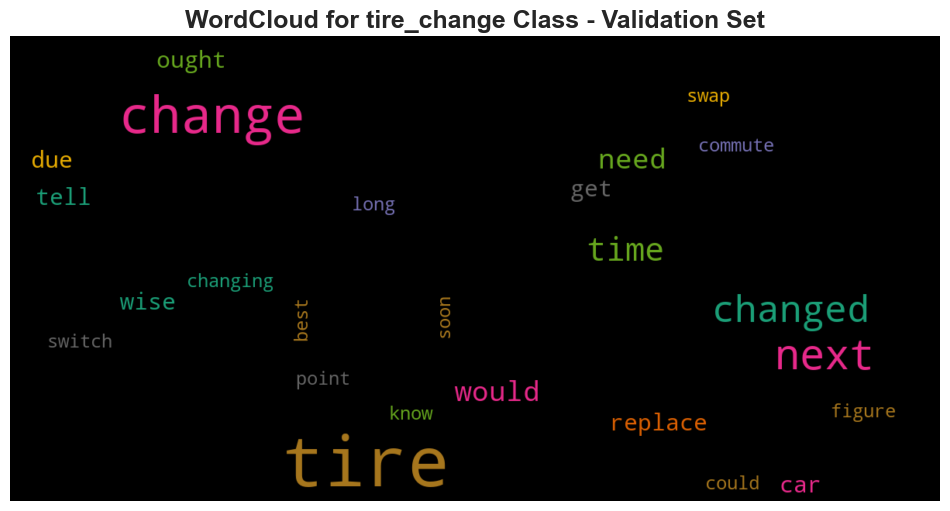 WordCloud for tire_change Class - Validation Set
ought
change
swap
commute
due
need
tell
get
long
time
changing
wise
best
soon
changed
switch
next
point
would
know
figure
replace
tire
could
car